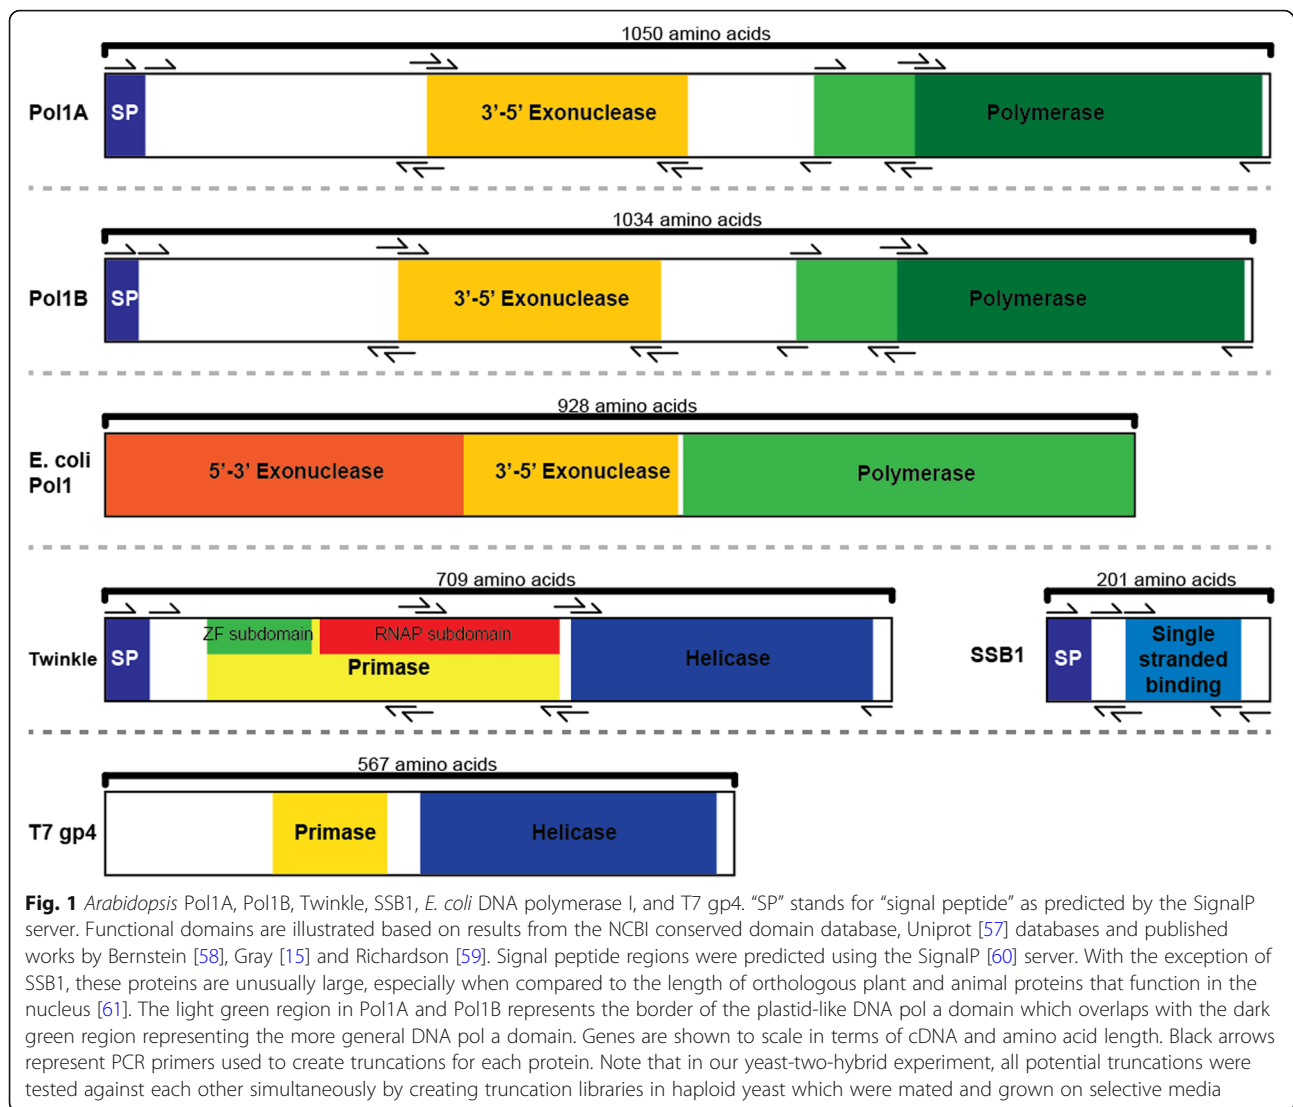 1050 amino acids
Pol1A
SP
3'-5' Exonuclease
Polymerase
1034 amino acids
Pol1B
SP
3'-5' Exonuclease
Polymerase
928 amino acids
E. coli
Pol1
5'-3' Exonuclease
3'-5' Exonuclease
Polymerase
709 amino acids
Twinkle
SP
ZF subdomain
RNAP subdomain
Primase
Helicase
201 amino acids
SSB1
SP
Single
stranded
binding
567 amino acids
T7 gp4
Primase
Helicase
Fig. 1 Arabidopsis Pol1A, Pol1B, Twinkle, SSB1, E. coli DNA polymerase I, and T7 gp4. “SP” stands for “signal peptide” as predicted by the SignalP
server. Functional domains are illustrated based on results from the NCBI conserved domain database, Uniprot [57] databases and published
works by Bernstein [58], Gray [15] and Richardson [59]. Signal peptide regions were predicted using the SignalP [60] server. With the exception of
SSB1, these proteins are unusually large, especially when compared to the length of orthologous plant and animal proteins that function in the
nucleus [61]. The light green region in Pol1A and Pol1B represents the border of the plastid-like DNA pol a domain which overlaps with the dark
green region representing the more general DNA pol a domain. Genes are shown to scale in terms of cDNA and amino acid length. Black arrows
represent PCR primers used to create truncations for each protein. Note that in our yeast-two-hybrid experiment, all potential truncations were
tested against each other simultaneously by creating truncation libraries in haploid yeast which were mated and grown on selective media